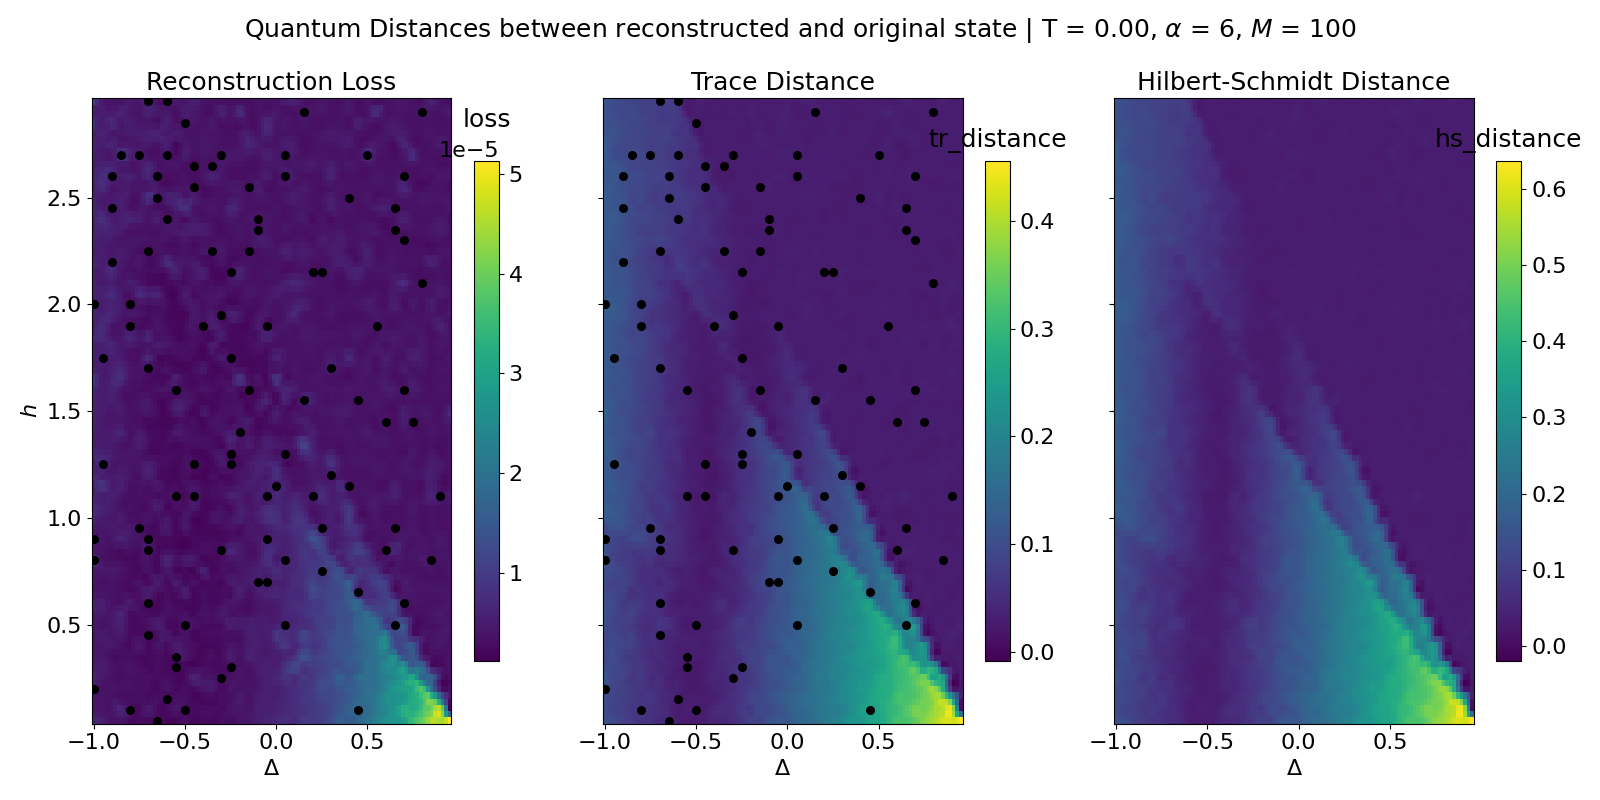 Quantum Distances between reconstructed and original state | T = 0.00, α = 6, M = 100
Reconstruction Loss
Trace Distance
Hilbert-Schmidt Distance
loss
1e−5
tr_distance
hs_distance
5
4
3
2
1
0.4
0.3
0.2
0.1
0.0
0.6
0.5
0.4
0.3
0.2
0.1
0.0
h
2.5
2.0
1.5
1.0
0.5
−1.0 −0.5 0.0 0.5
−1.0 −0.5 0.0 0.5
−1.0 −0.5 0.0 0.5
Δ
Δ
Δ